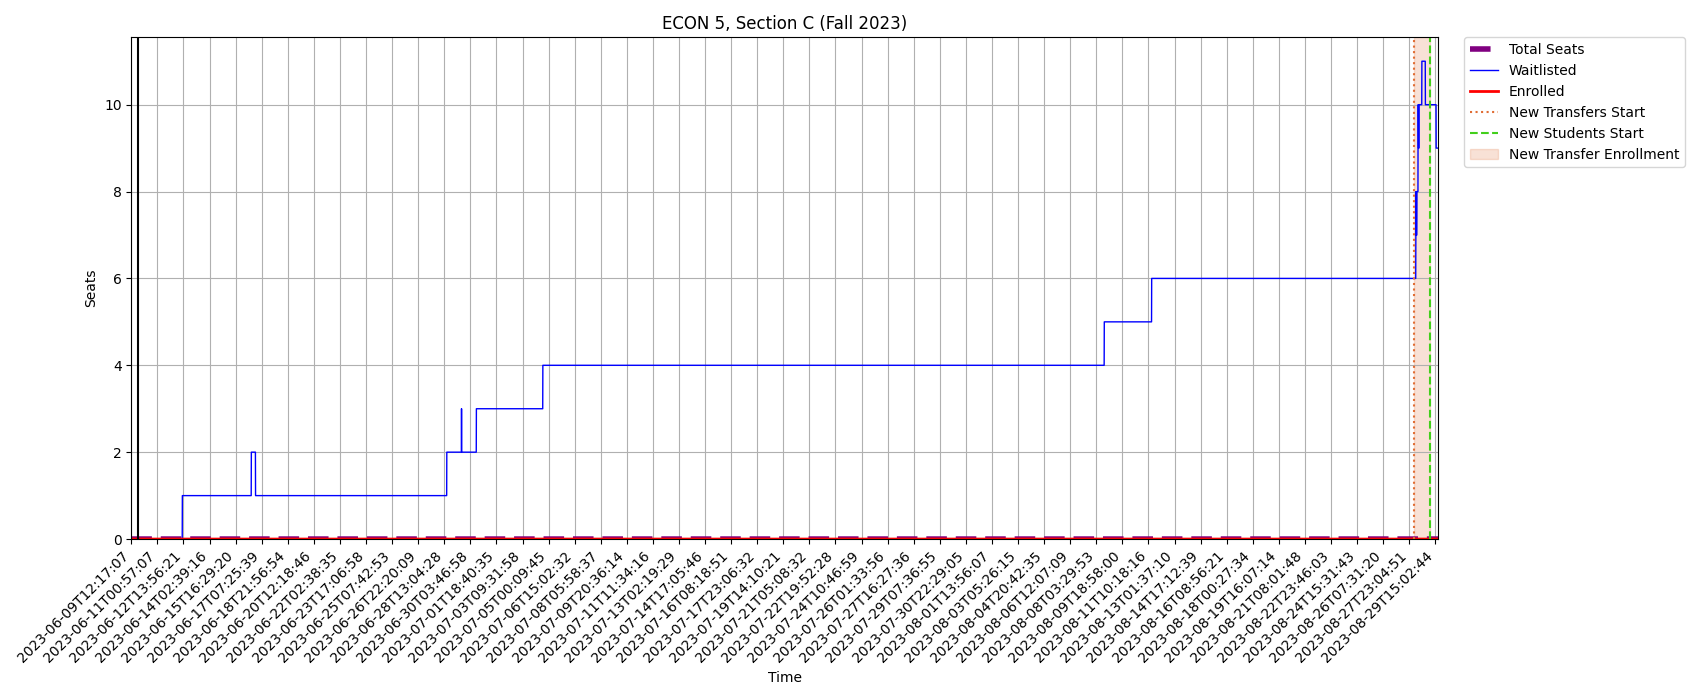 ECON 5, Section C (Fall 2023)
Total Seats
Waitlisted
Enrolled
New Transfers Start
New Students Start
New Transfer Enrollment
Seats
10
8
6
4
2
0
2023-06-09T12:17:07
2023-06-11T00:57:07
2023-06-12T13:56:21
2023-06-14T02:39:16
2023-06-15T16:29:20
2023-06-17T07:25:39
2023-06-18T21:56:54
2023-06-20T12:18:46
2023-06-22T02:38:35
2023-06-23T17:06:58
2023-06-25T07:42:53
2023-06-26T22:20:09
2023-06-28T13:04:28
2023-06-30T03:46:58
2023-07-01T18:40:35
2023-07-03T09:31:58
2023-07-05T00:09:45
2023-07-06T15:02:32
2023-07-08T05:58:37
2023-07-09T20:36:14
2023-07-11T11:34:16
2023-07-13T02:19:29
2023-07-14T17:05:46
2023-07-16T08:18:51
2023-07-17T23:06:32
2023-07-19T14:10:21
2023-07-21T05:08:32
2023-07-22T19:52:28
2023-07-24T10:46:59
2023-07-26T01:33:56
2023-07-27T16:27:36
2023-07-29T07:36:55
2023-07-30T22:29:05
2023-08-01T13:56:07
2023-08-03T05:26:15
2023-08-04T20:42:35
2023-08-06T12:07:09
2023-08-08T03:29:53
2023-08-09T18:58:00
2023-08-11T10:18:16
2023-08-13T01:37:10
2023-08-14T17:12:39
2023-08-16T08:56:21
2023-08-18T00:27:34
2023-08-19T16:07:14
2023-08-21T08:01:48
2023-08-22T23:46:03
2023-08-24T15:31:43
2023-08-26T07:31:20
2023-08-27T23:04:51
2023-08-29T15:02:44
Time